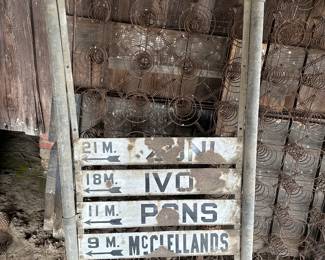 21 M.
18 M. IVO
11 M. PONS
9 M. McCLELLANDS